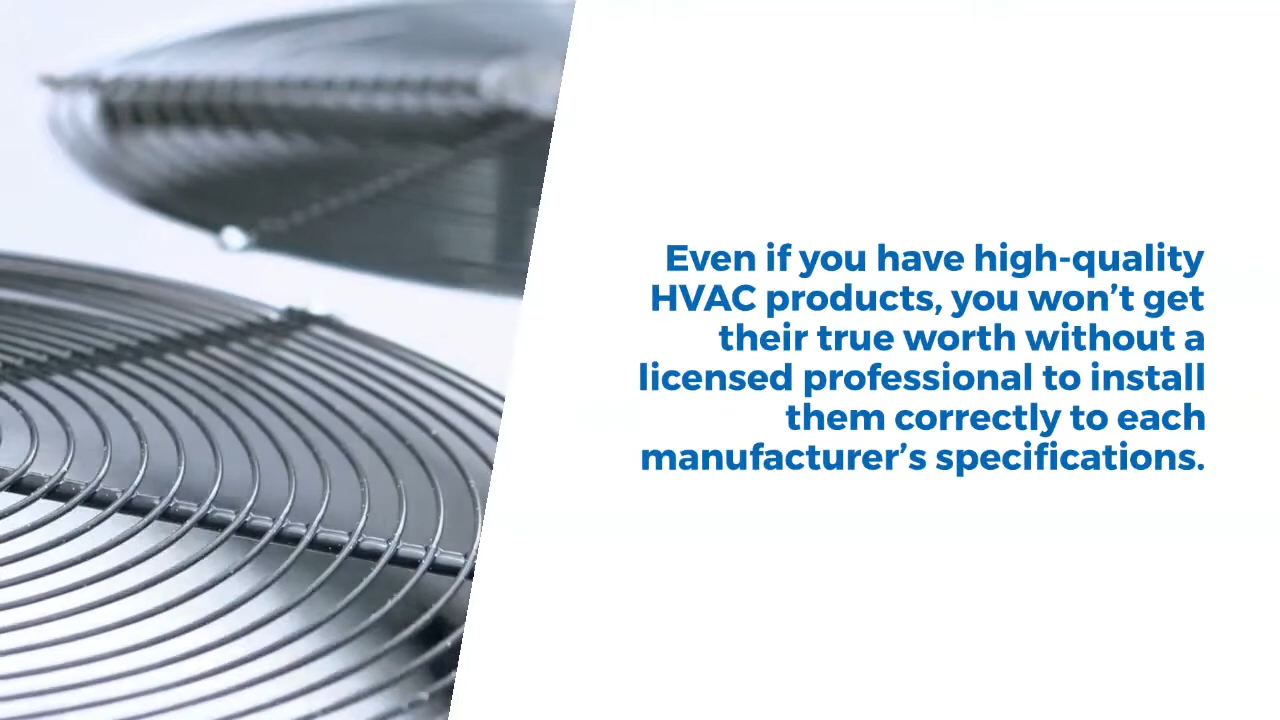 Even if you have high-quality
HVAC products, you won’t get
their true worth without a
licensed professional to install
them correctly to each
manufacturer’s specifications.